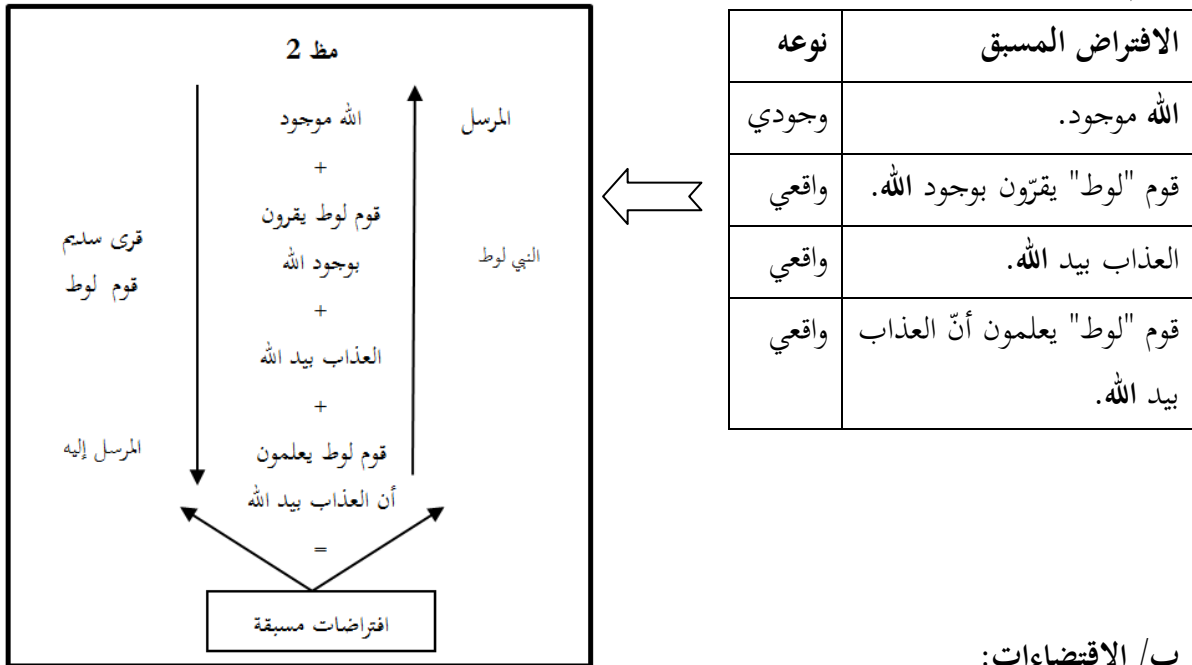 الافتراض المسبق	نوعه
الله موجود.	وجودي
قوم "لوط" يقرّون بوجود الله.	واقعي
العذاب بيد الله.	واقعي
قوم "لوط" يعلمون أنّ العذاب	واقعي
بيد الله.
مظ 2
المرسل
النبي لوط
الله موجود
+
قوم لوط يقرون
بوجود الله
+
العذاب بيد الله
+
قوم لوط يعلمون
أن العذاب بيد الله
=
افتراضات مسبقة
قرى سديم
قوم لوط
المرسل إليه
ب/ الاقتضاءات: